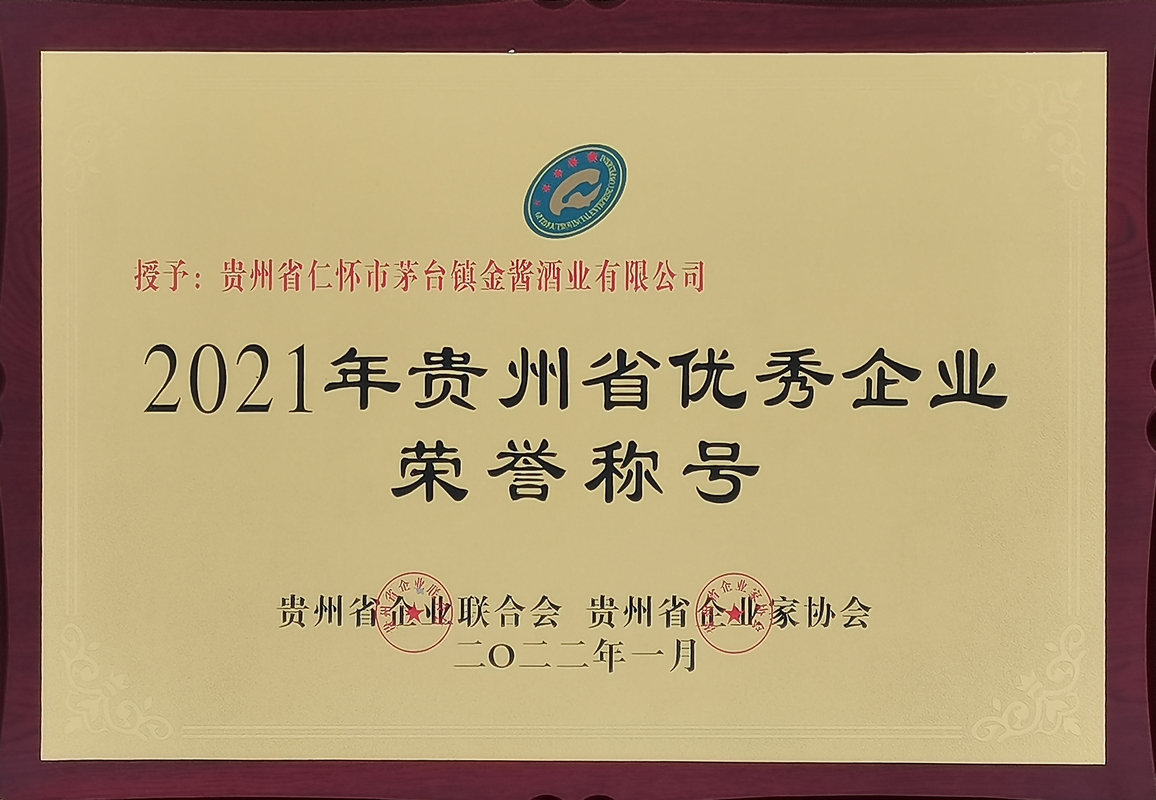 授予：贵州省仁怀市茅台镇金酱酒业有限公司
2021年贵州省优秀企业
荣誉称号
贵州省企业联合会 贵州省企业家协会
二〇二二年一月